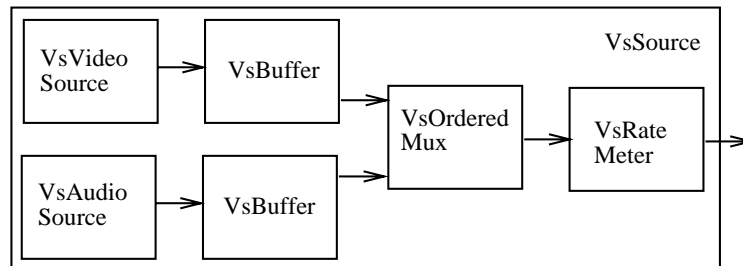 VsSource
VsVideo
Source
VsBuffer
VsOrdered
Mux
VsRate
Meter
VsAudio
Source
VsBuffer